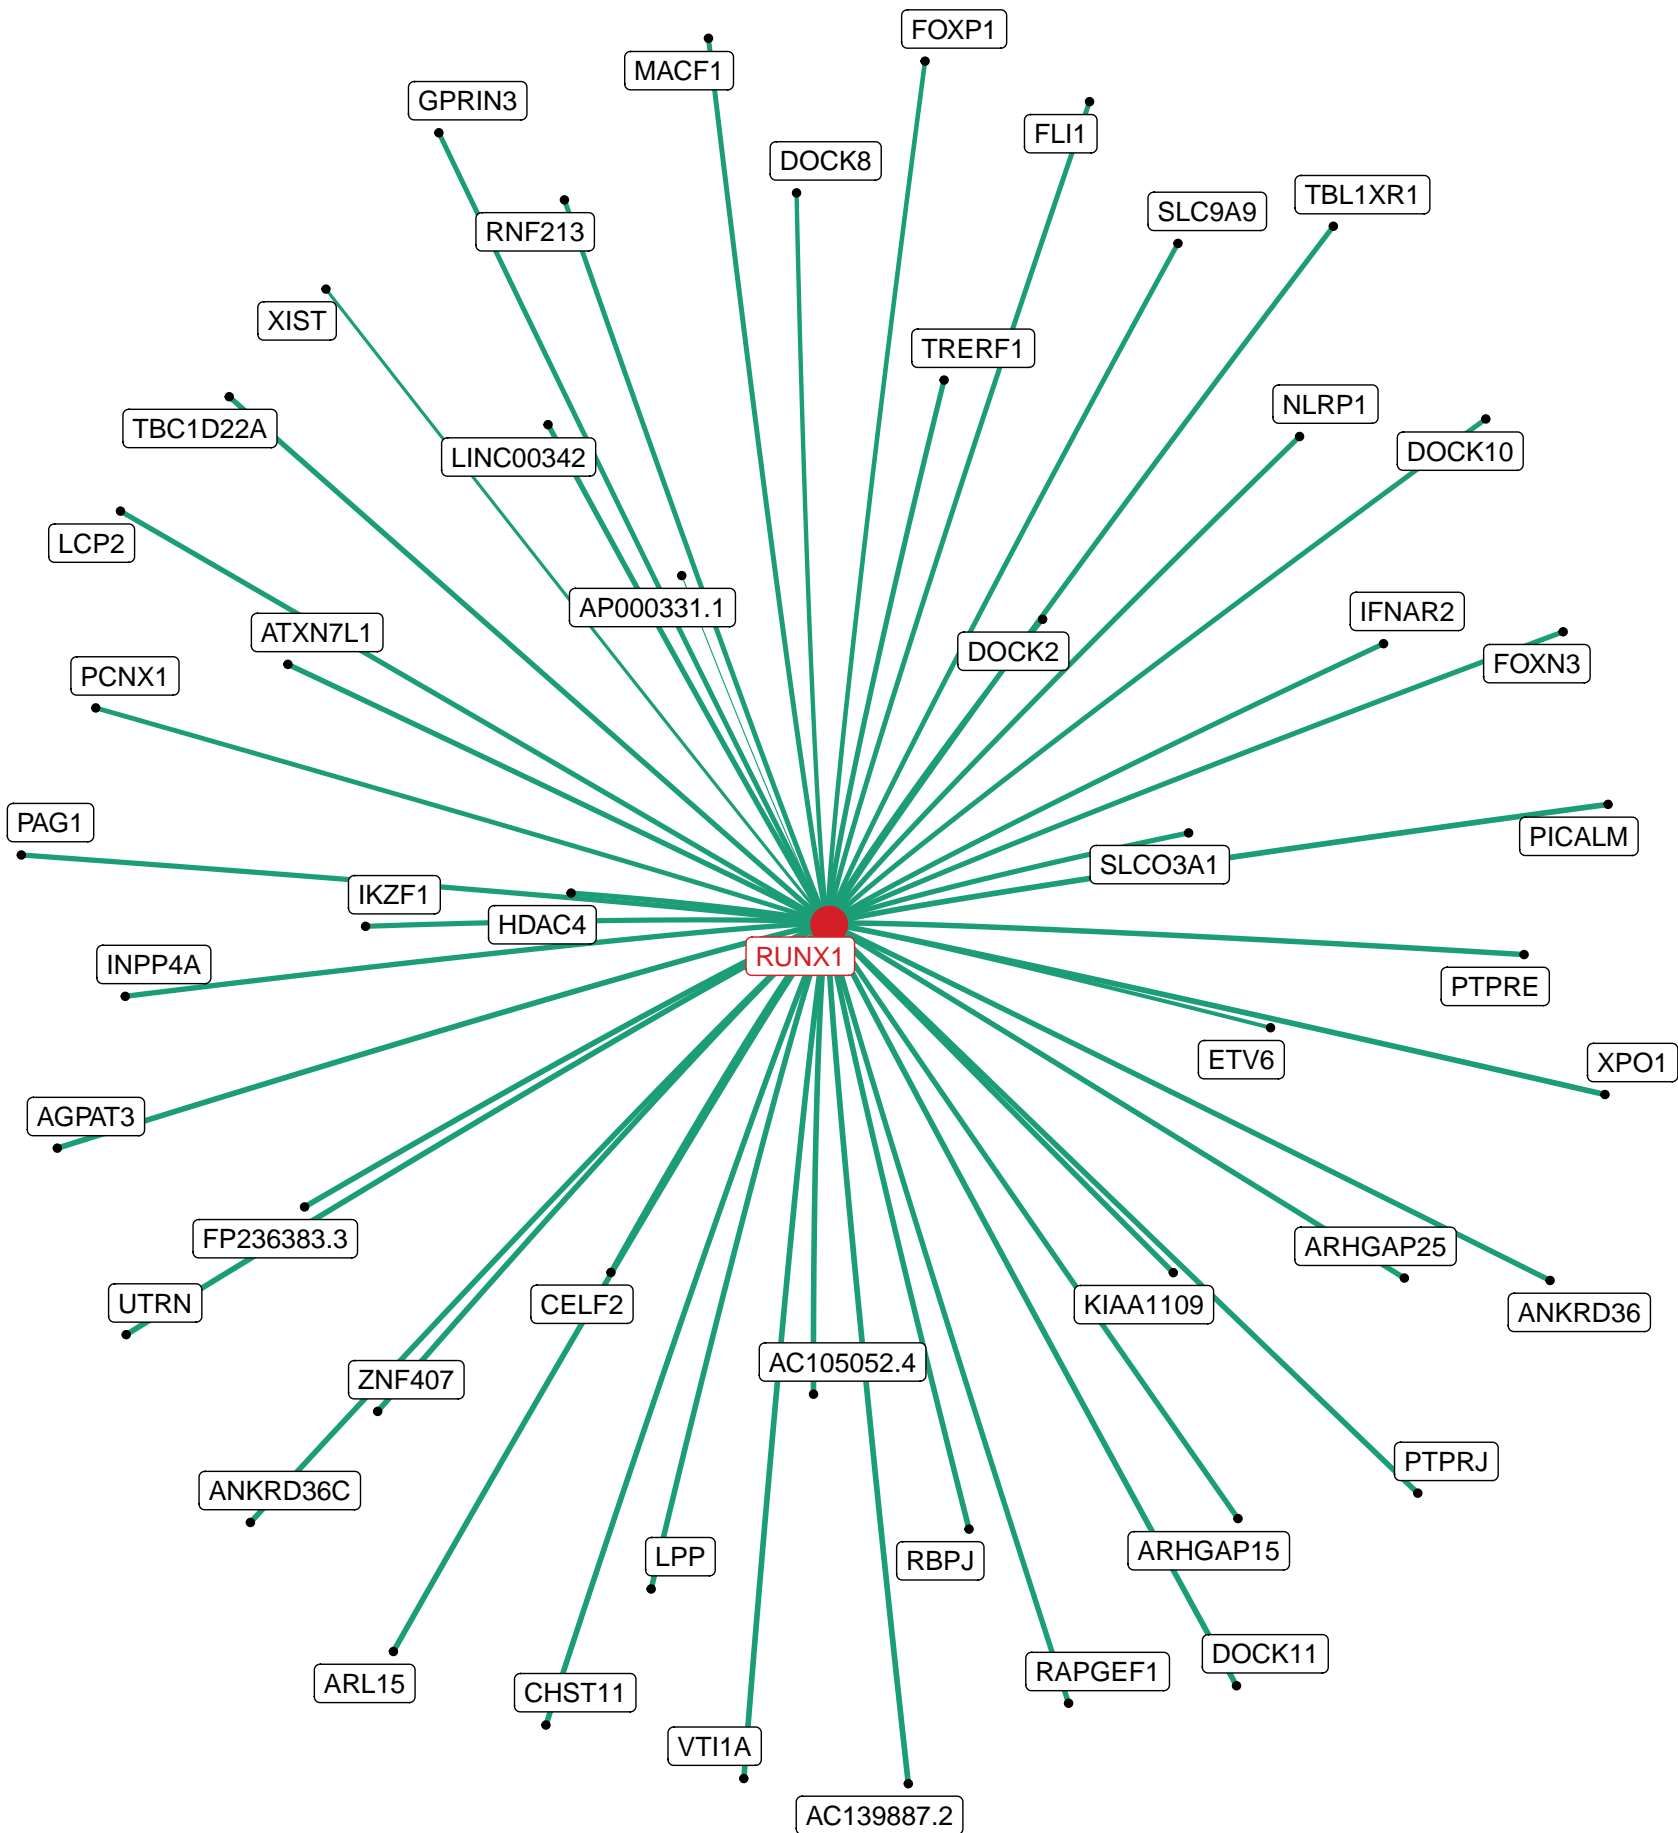 FOXP1
MACF1
GPRIN3
FLI1
DOCK8
TBL1XR1
SLC9A9
RNF213
XIST
TRERF1
NLRP1
TBC1D22A
DOCK10
LINC00342
LCP2
AP000331.1
IFNAR2
ATXN7L1
DOCK2
FOXN3
PCNX1
PAG1
PICALM
SLCO3A1
IKZF1
HDAC4
RUNX1
INPP4A
PTPRE
ETV6
XPO1
AGPAT3
FP236383.3
ARHGAP25
UTRN
CELF2
KIAA1109
ANKRD36
AC105052.4
ZNF407
PTPRJ
ANKRD36C
ARHGAP15
LPP
RBPJ
DOCK11
RAPGEF1
ARL15
CHST11
VTI1A
AC139887.2